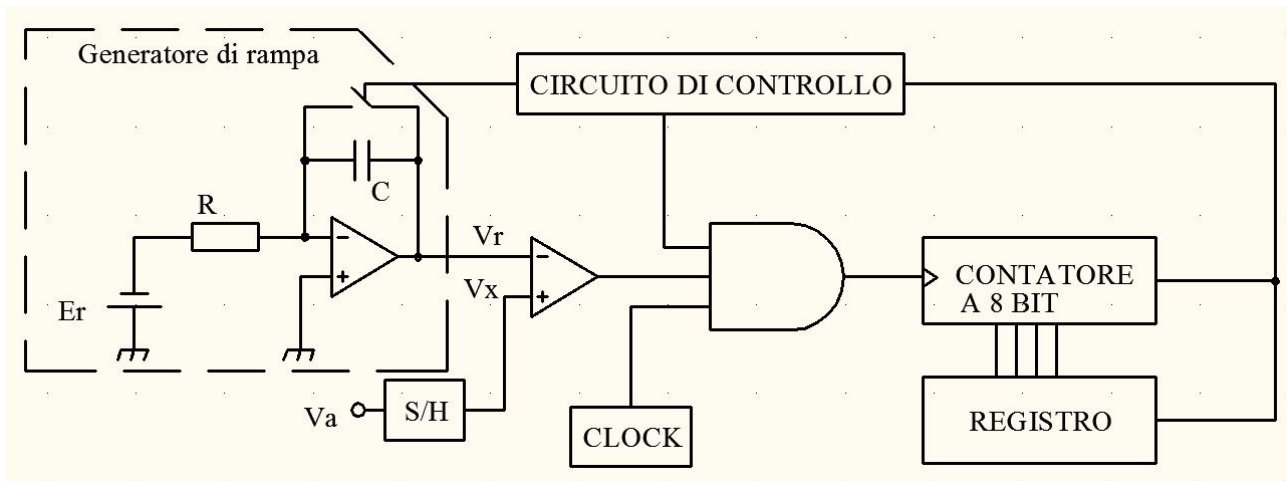 Generatore di rampa
CIRCUITO DI CONTROLLO
C
R
Vr
Vx
Er
CONTATORE
A 8 BIT
Va
S/H
CLOCK
REGISTRO